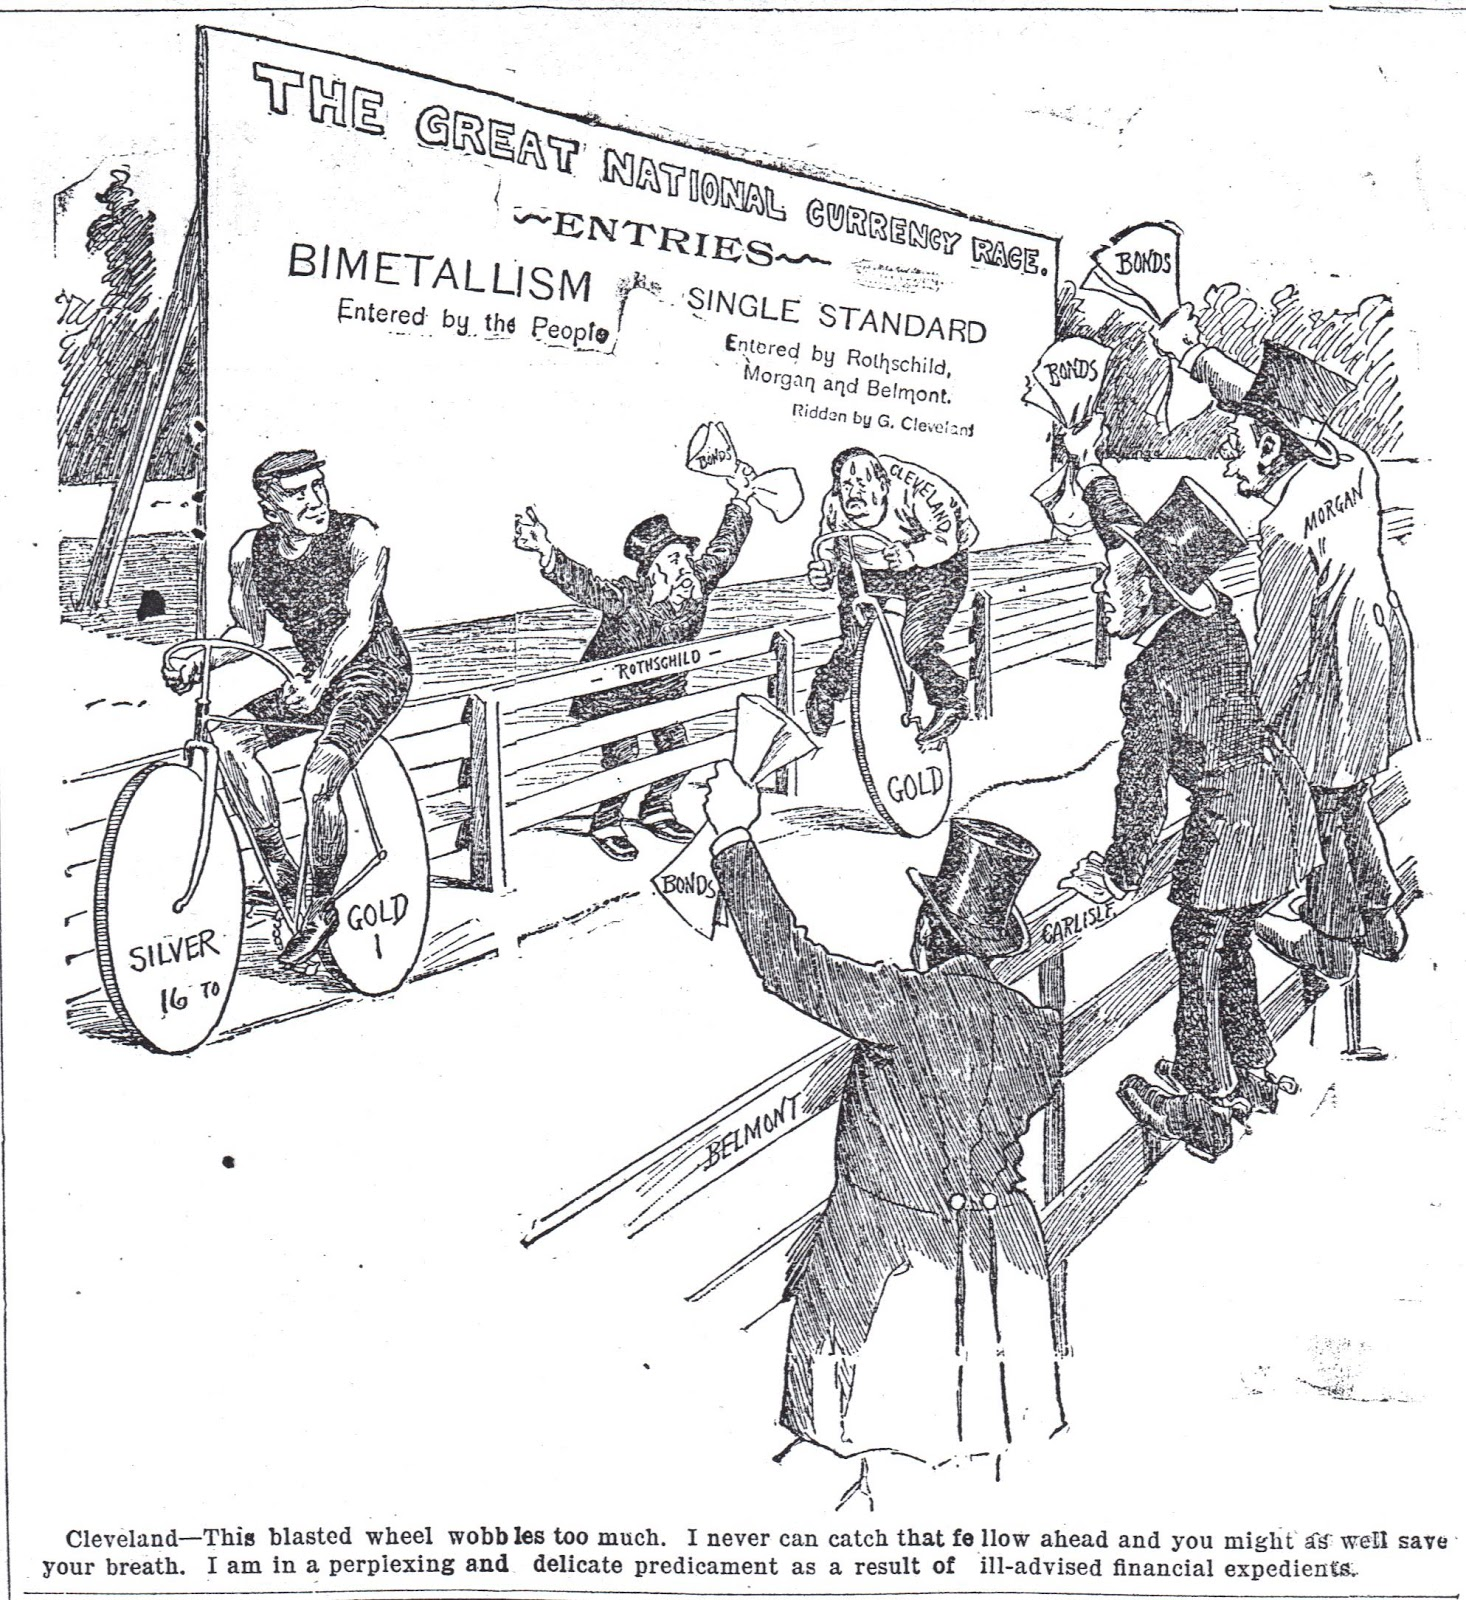 THE GREAT NATIONAL CURRENCY RACE.
ENTRIES
BIMETALLISM
Entered by the People
SINGLE STANDARD
Entered by Rothschild,
Morgan and Belmont.
Ridden by G. Cleveland
BONDS
BONDS
BONDS
CLEVELAND
MORGAN
ROTHSCHILD
GOLD
BONDS
SILVER
16 TO
GOLD
1
CARLISLE
BELMONT
Cleveland—This blasted wheel wobbles too much. I never can catch that fellow ahead and you might as well save
your breath. I am in a perplexing and delicate predicament as a result of ill-advised financial expedients.